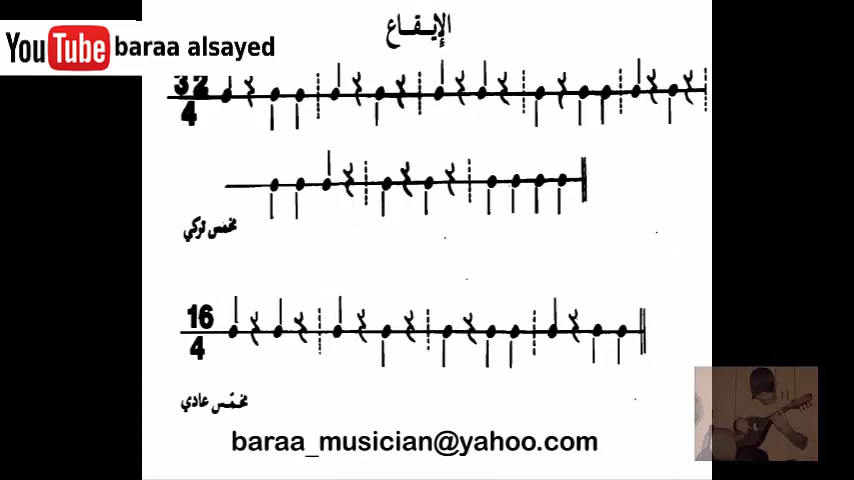 الإيقاع
YouTube baraa alsayed
32
4
مخمس تركي
16
4
مخمّس عادي
baraa_musician@yahoo.com